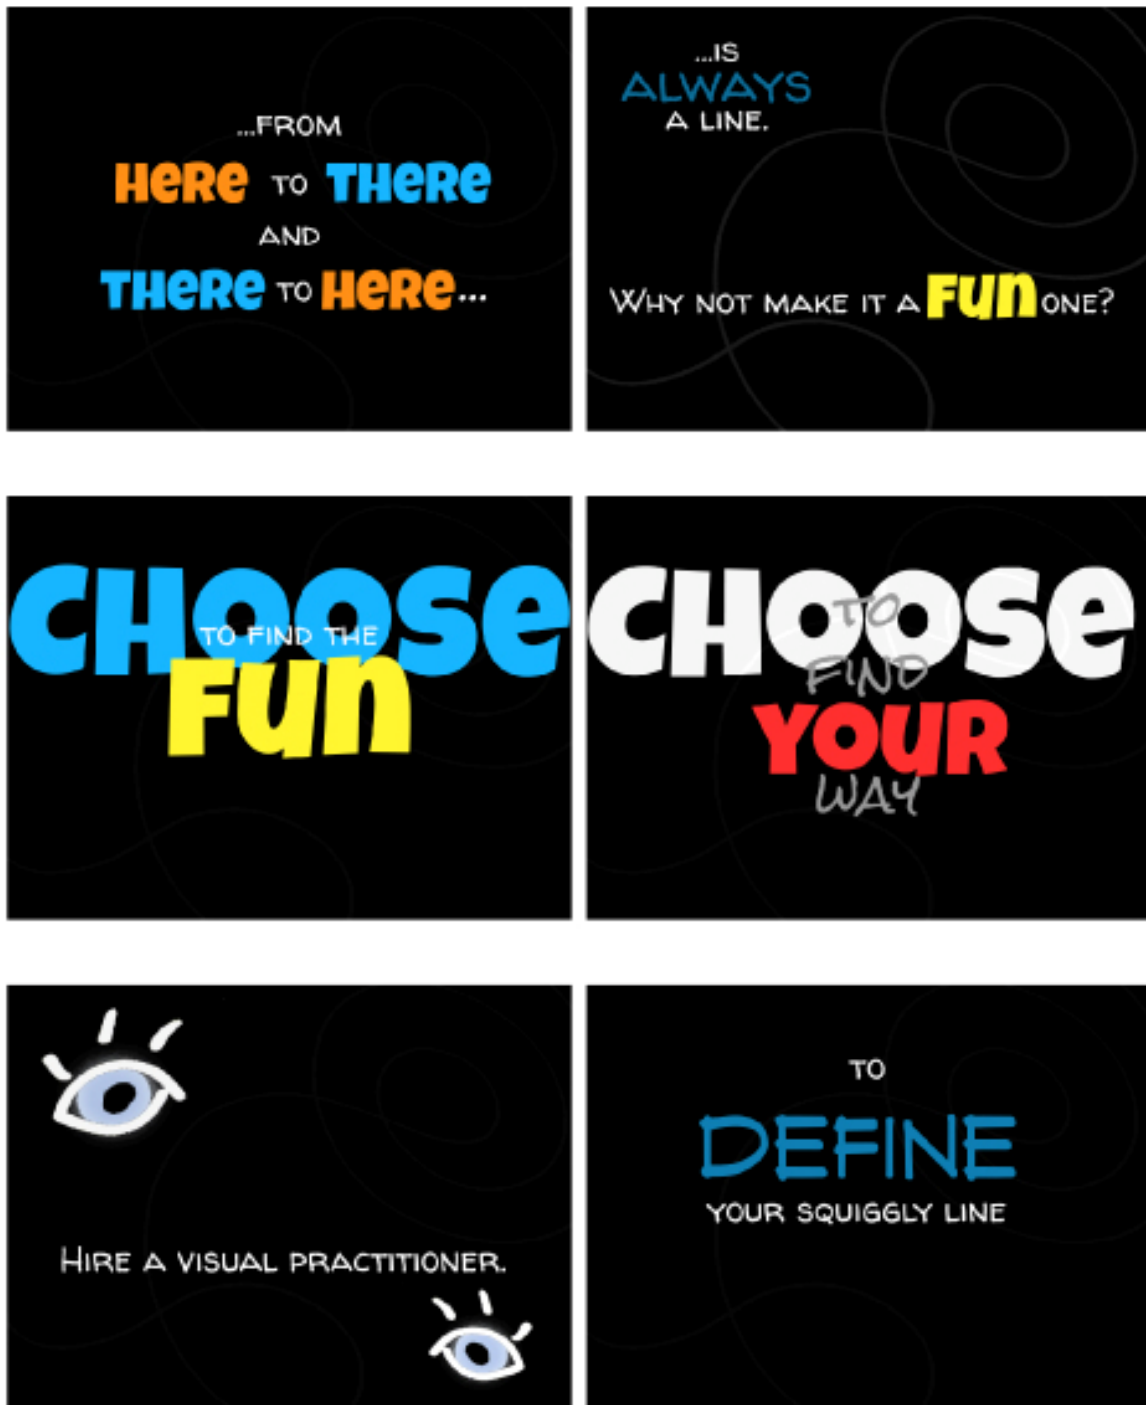 ...FROM
HERE TO THERE
AND
THERE TO HERE...
...IS
ALWAYS
A LINE.
WHY NOT MAKE IT A FUN ONE?
CHOOSE
TO FIND THE
FUN
CHOOSE
TO
FIND
YOUR
WAY
HIRE A VISUAL PRACTITIONER.
TO
DEFINE
YOUR SQUIGGLY LINE